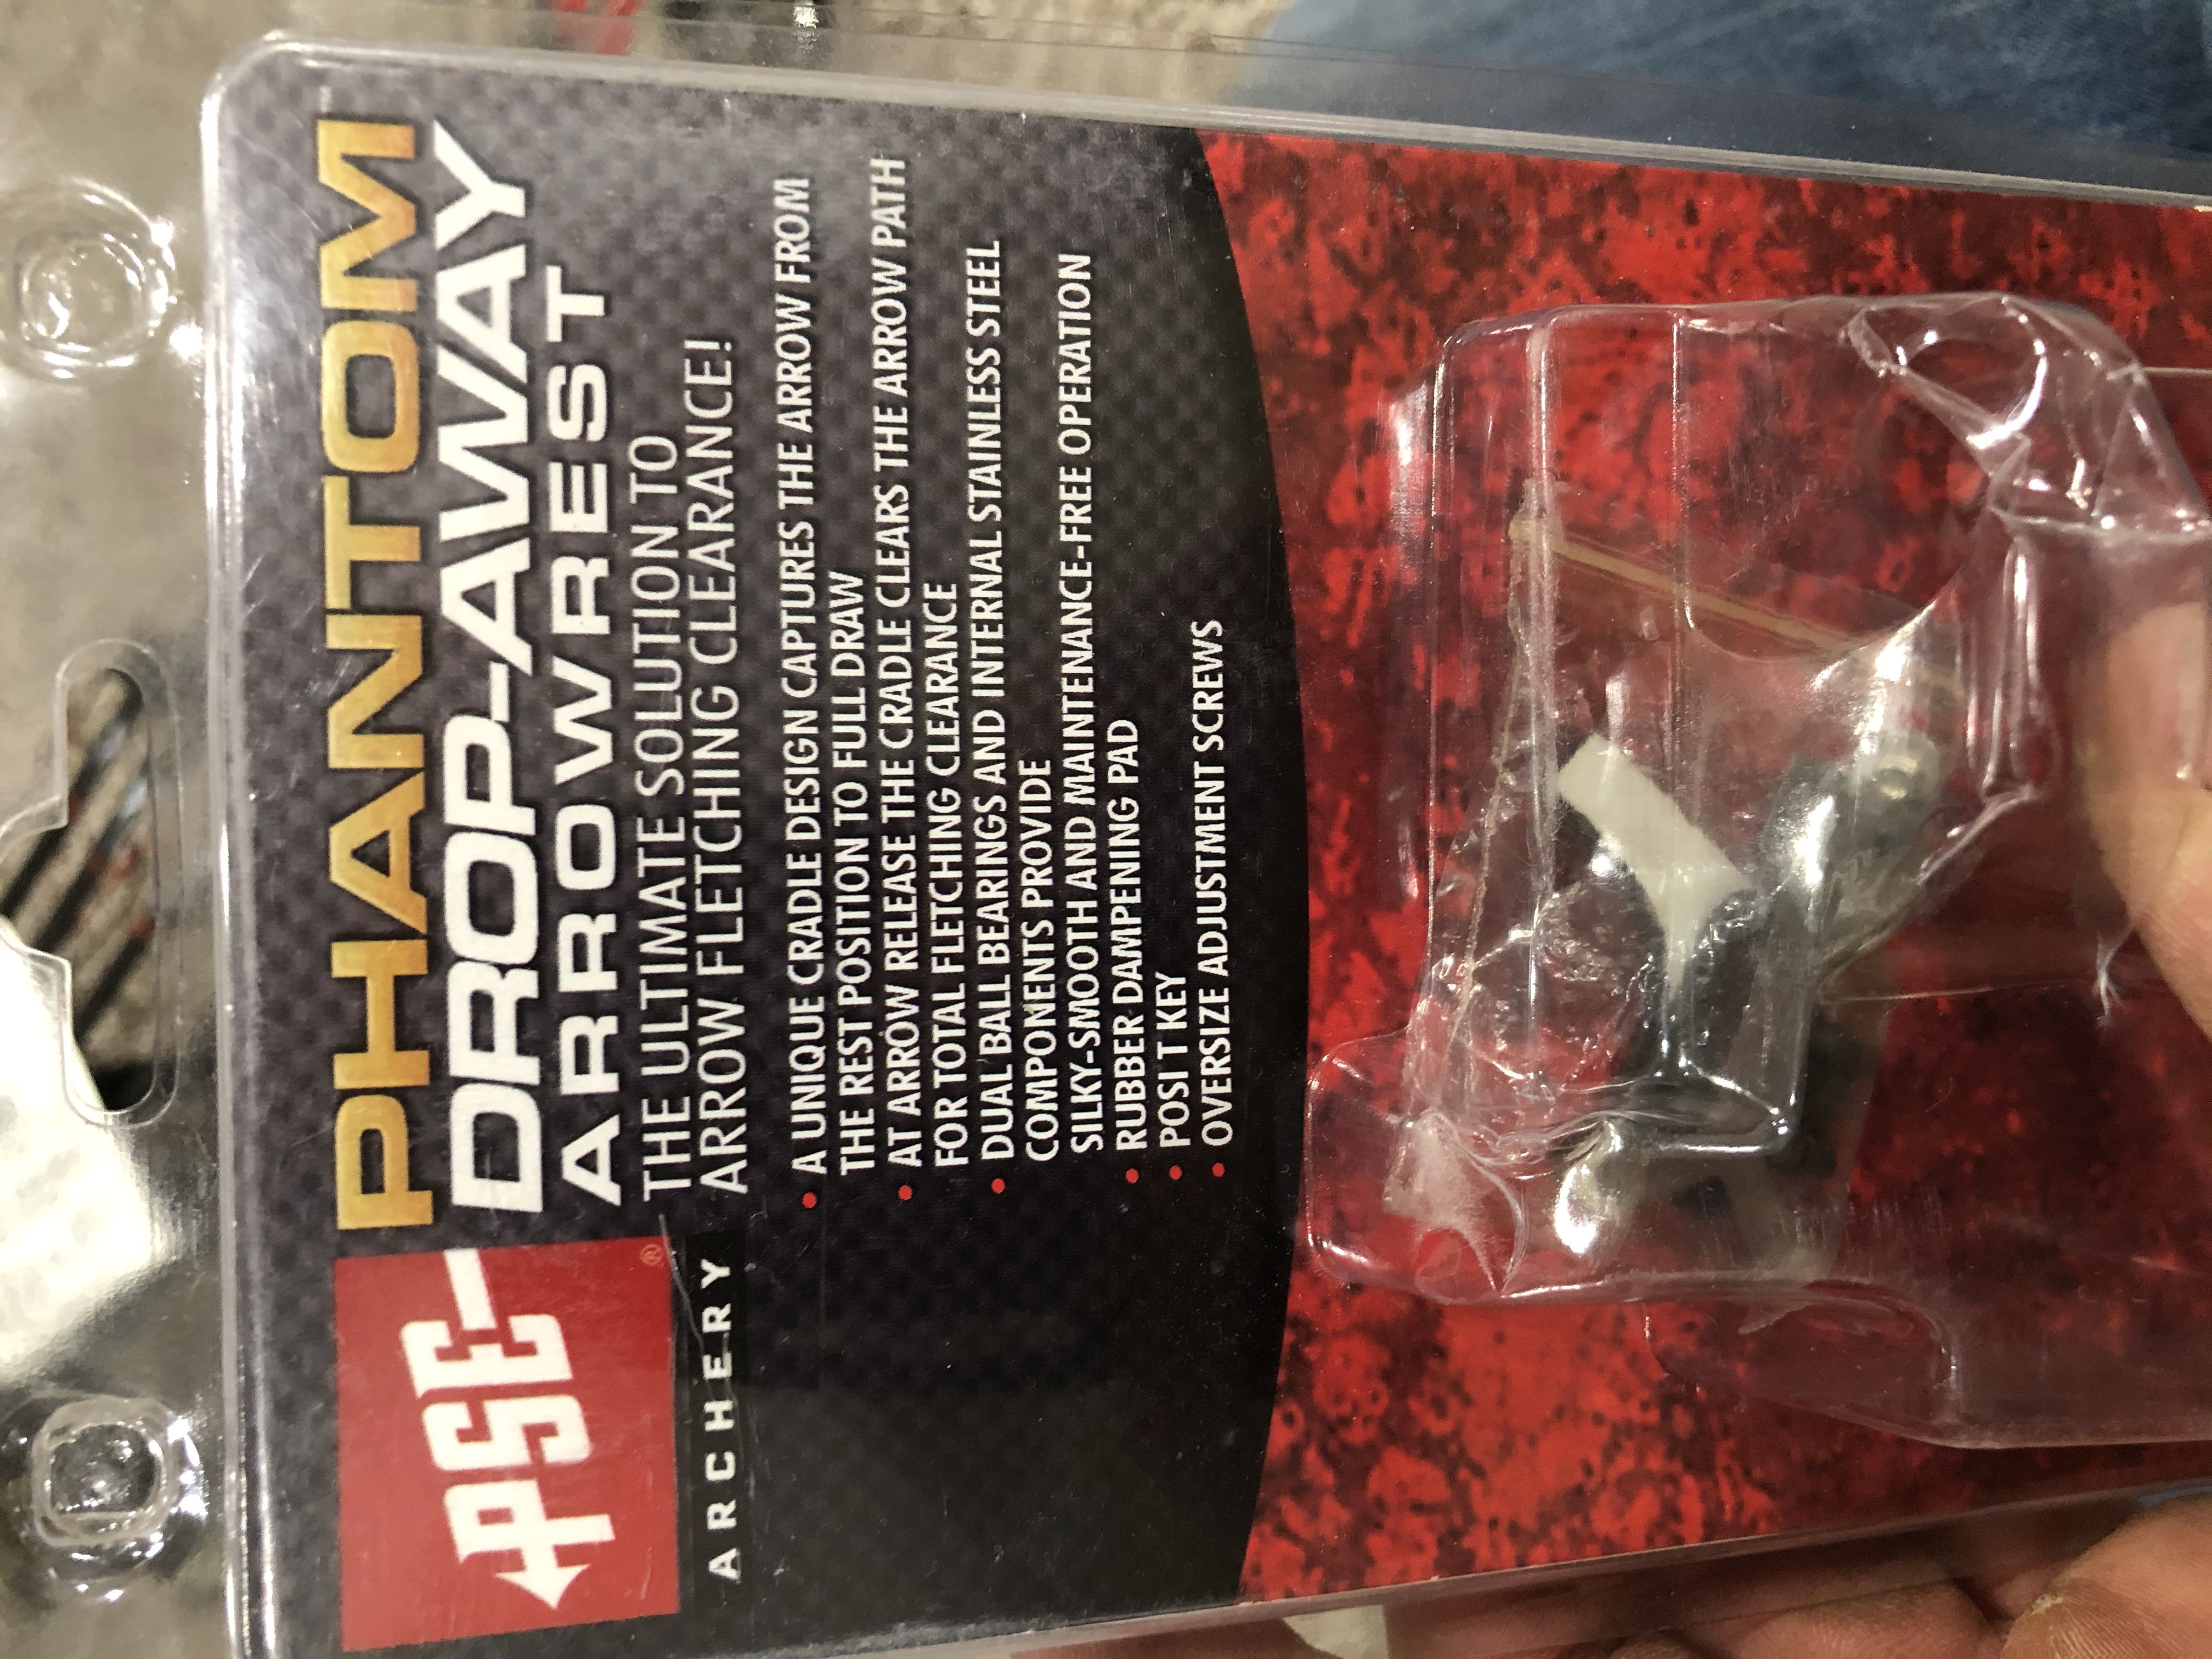 PSE
®
ARCHERY
PHANTOM
DROP-AWAY
ARROW REST
THE ULTIMATE SOLUTION TO
ARROW FLETCHING CLEARANCE!
• A UNIQUE CRADLE DESIGN CAPTURES THE ARROW FROM
THE REST POSITION TO FULL DRAW
• AT ARROW RELEASE THE CRADLE CLEARS THE ARROW PATH
FOR TOTAL FLETCHING CLEARANCE
• DUAL BALL BEARINGS AND INTERNAL STAINLESS STEEL
COMPONENTS PROVIDE
SILKY-SMOOTH AND MAINTENANCE-FREE OPERATION
• RUBBER DAMPENING PAD
• POSI T KEY
• OVERSIZE ADJUSTMENT SCREWS